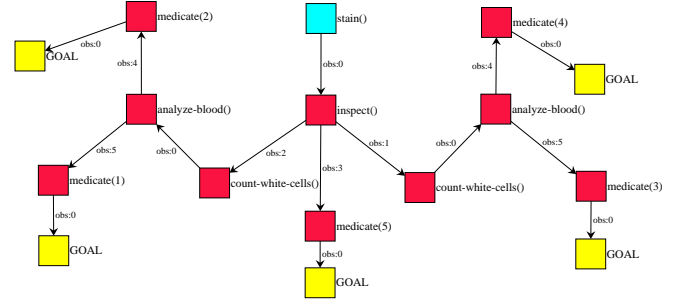 medicate(2)
stain()
medicate(4)
obs:0
GOAL
obs:0
obs:0
GOAL
obs:4
obs:4
analyze-blood()
inspect()
analyze-blood()
obs:5
obs:0
obs:2
obs:3
obs:1
obs:0
obs:5
medicate(1)
count-white-cells()
count-white-cells()
medicate(3)
obs:0
medicate(5)
obs:0
GOAL
obs:0
GOAL
GOAL